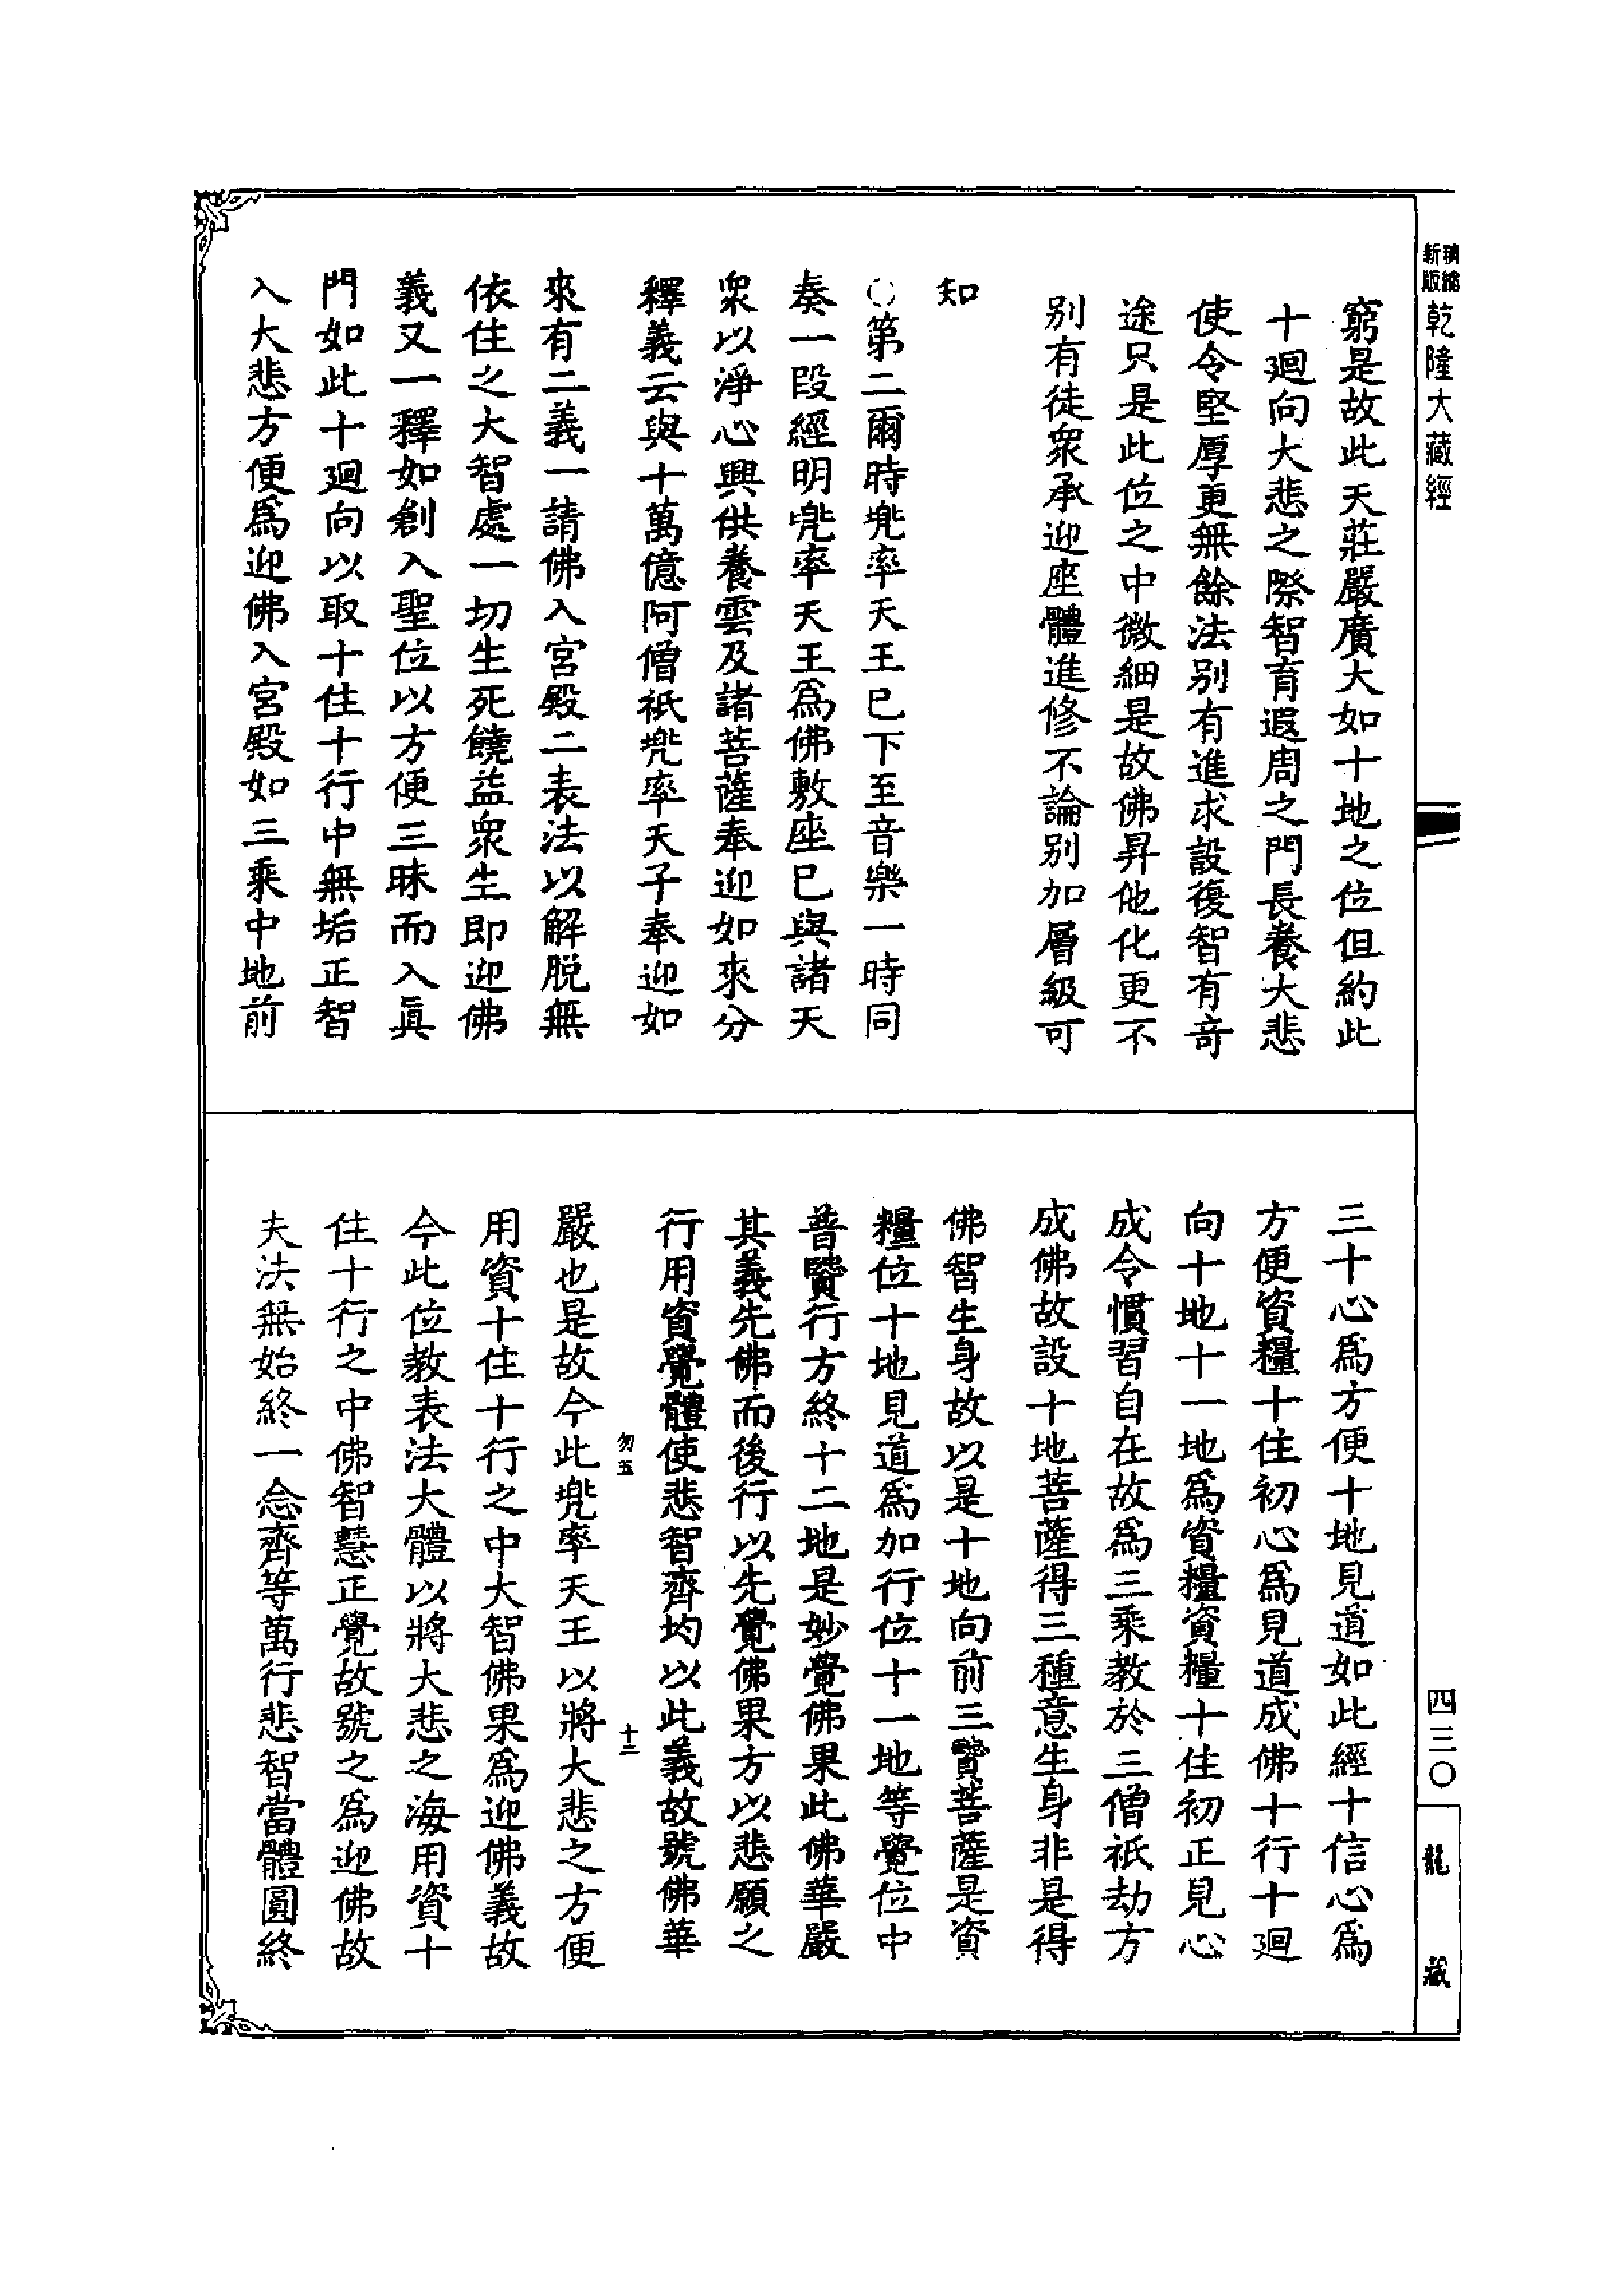 新編
縮版
乾隆大藏經
窮是故此天莊嚴廣大如十地之位但約此
十廻向大悲之際智育遐周之門長養大悲
使令堅厚更無餘法別有進求設復智有奇
途只是此位之中微細是故佛昇他化更不
別有徒衆承迎座體進修不論別加層級可
知
○第二爾時兠率天王巳下至音樂一時同
奏一段經明兠率天王爲佛敷座巳與諸天
衆以淨心興供養雲及諸菩薩奉迎如來分
釋義云與十萬億阿僧祇兠率天子奉迎如
來有二義一請佛入宮殿二表法以解脱無
依住之大智處一切生死饒益衆生即迎佛
義又一釋如創入聖位以方便三昧而入眞
門如此十廻向以取十住十行中無垢正智
入大悲方便爲迎佛入宮殿如三乘中地前
三十心爲方便十地見道如此經十信心爲
方便資糧十住初心爲見道成佛十行十廻
向十地十一地爲資糧資糧十住初正見心
成令慣習自在故爲三乘教於三僧祇劫方
成佛故設十地菩薩得三種意生身非是得
佛智生身故以是十地向前三賢菩薩是資
糧位十地見道爲加行位十一地等覺位中
普賢行方終十二地是妙覺佛果此佛華嚴
其義先佛而後行以先覺佛果方以悲願之
行用資覺體使悲智齊均以此義故號佛華
勿五
十二
嚴也是故今此兠率天王以將大悲之方便
用資十住十行之中大智佛果爲迎佛義故
今此位教表法大體以將大悲之海用資十
住十行之中佛智慧正覺故號之爲迎佛故
夫法無始終一念齊等萬行悲智當體圓終
四三〇
龍藏